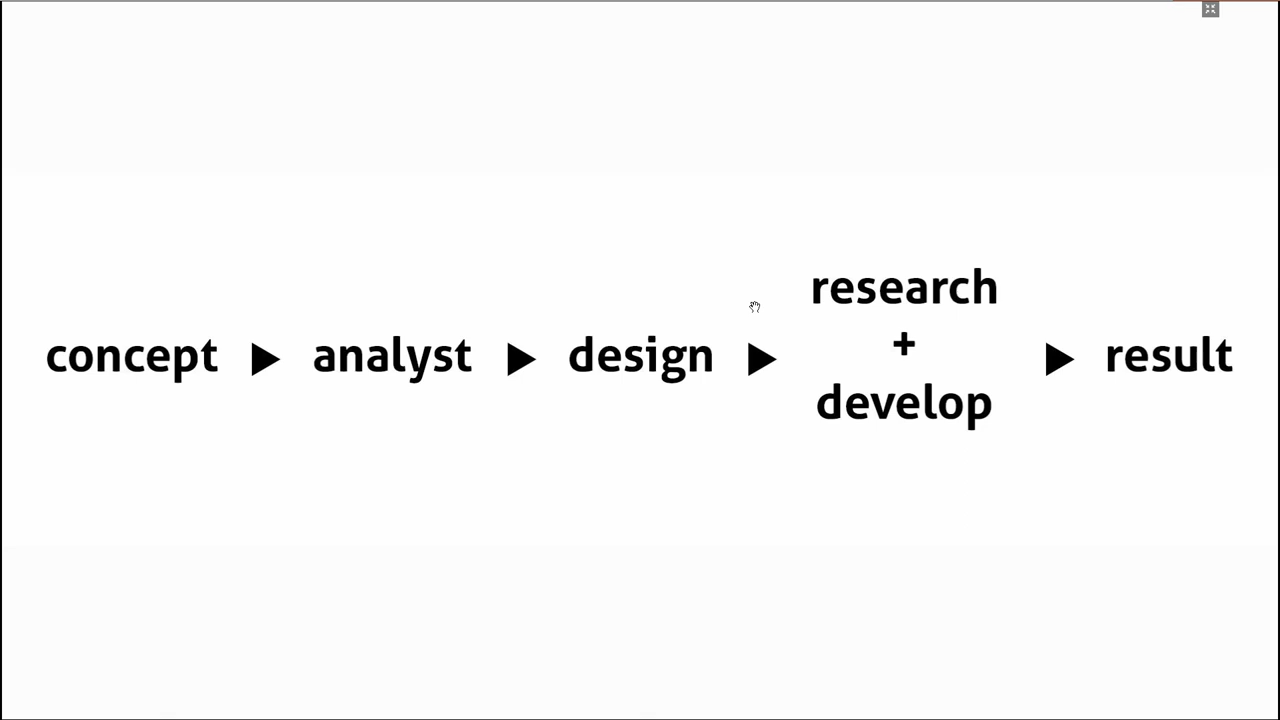 concept ▶ analyst ▶ design ▶ research + develop ▶ result